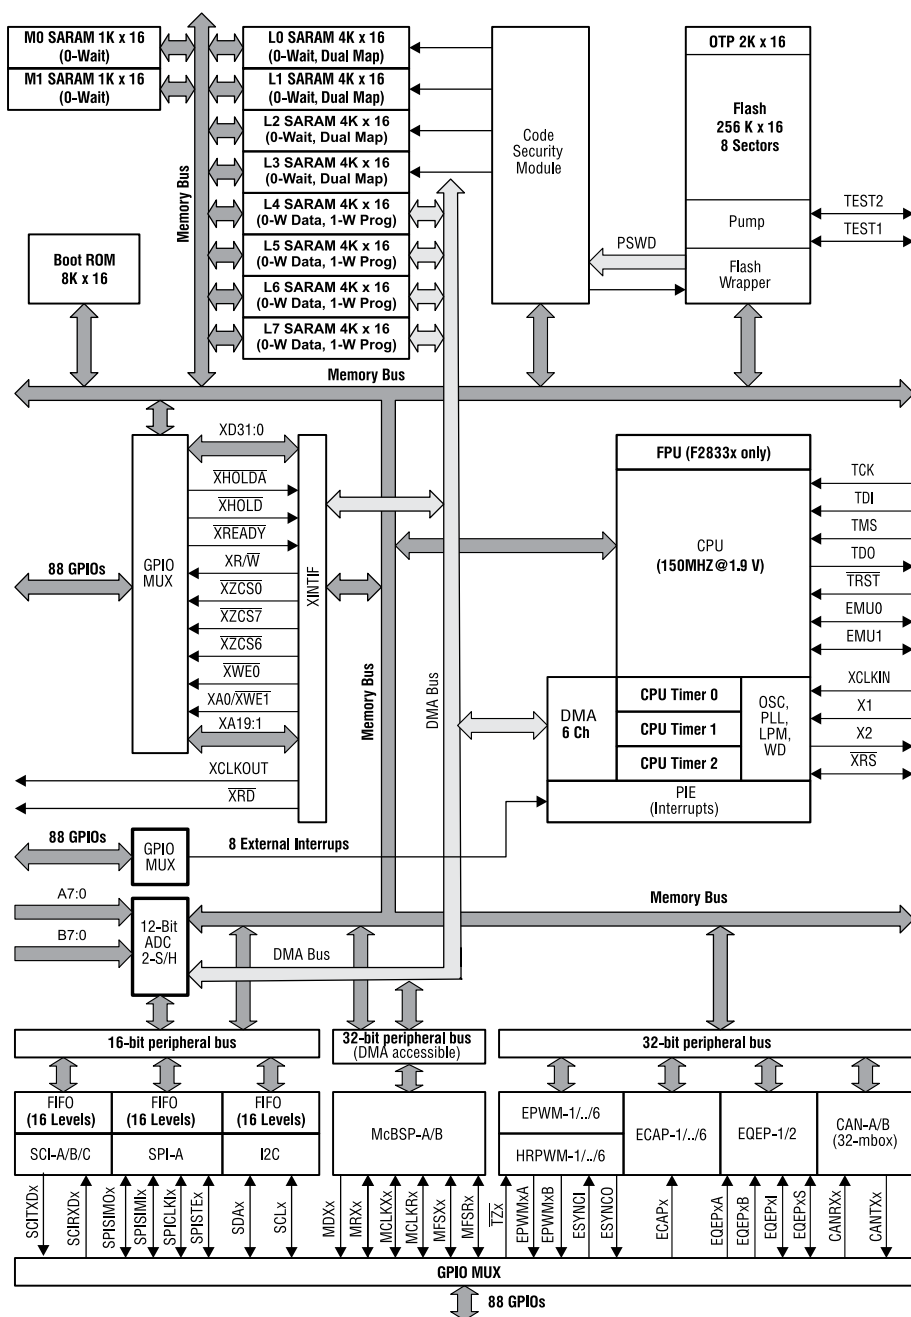 M0 SARAM 1K x 16
(0-Wait)
M1 SARAM 1K x 16
(0-Wait)
L0 SARAM 4K x 16
(0-Wait, Dual Map)
L1 SARAM 4K x 16
(0-Wait, Dual Map)
L2 SARAM 4K x 16
(0-Wait, Dual Map)
L3 SARAM 4K x 16
(0-Wait, Dual Map)
L4 SARAM 4K x 16
(0-W Data, 1-W Prog)
L5 SARAM 4K x 16
(0-W Data, 1-W Prog)
L6 SARAM 4K x 16
(0-W Data, 1-W Prog)
L7 SARAM 4K x 16
(0-W Data, 1-W Prog)
Memory Bus
Boot ROM
8K x 16
Code
Security
Module
PSWD
OTP 2K x 16
Flash
256 K x 16
8 Sectors
Pump
Flash
Wrapper
TEST2
TEST1
Memory Bus
88 GPIOs
GPIO
MUX
XD31:0
XHOLDA
XHOLD
XREADY
XR/W
XZCS0
XZCS7
XZCS6
XWE0
XA0/XWE1
XA19:1
XCLKOUT
XRD
XINTIF
Memory Bus
DMA Bus
FPU (F2833x only)
CPU
(150MHZ@1.9 V)
TCK
TDI
TMS
TDO
TRST
EMU0
EMU1
XCLKIN
X1
X2
XRS
DMA
6 Ch
CPU Timer 0
CPU Timer 1
CPU Timer 2
OSC,
PLL,
LPM,
WD
PIE
(Interrupts)
88 GPIOs
GPIO
MUX
8 External Interrups
A7:0
B7:0
12-Bit
ADC
2-S/H
Memory Bus
DMA Bus
16-bit peripheral bus
32-bit peripheral bus
(DMA accessible)
32-bit peripheral bus
FIFO
(16 Levels)
SCI-A/B/C
FIFO
(16 Levels)
SPI-A
FIFO
(16 Levels)
I2C
McBSP-A/B
EPWM-1/../6
HRPWM-1/../6
ECAP-1/../6
EQEP-1/2
CAN-A/B
(32-mbox)
SCITXDx
SCIRXDx
SPISIMOx
SPISIMIx
SPICLKIx
SPISTEx
SDAx
SCLx
MDXx
MRXx
MCLKXx
MCLKRx
MFSXx
MFSRx
TZx
EPWMxA
EPWMxB
ESYNCI
ESYNCO
ECAPx
EQEPxA
EQEPxB
EQEPxI
EQEPxS
CANRXx
CANTXx
GPIO MUX
88 GPIOs